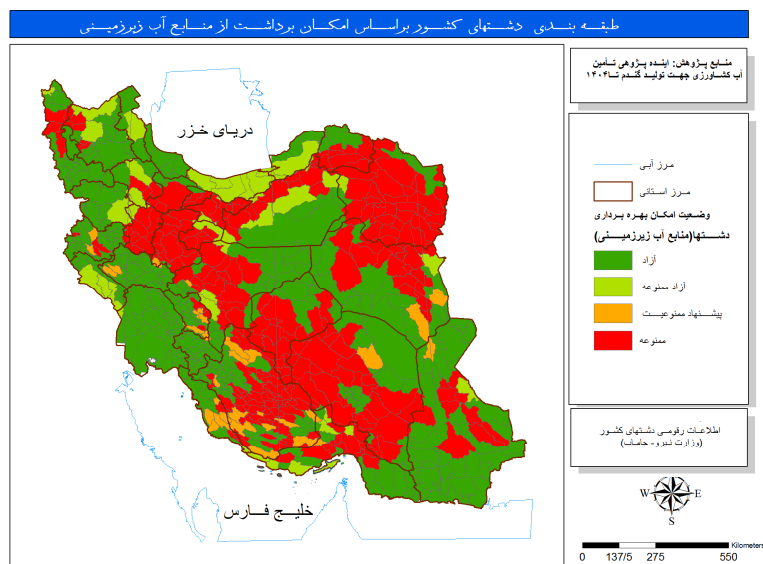 طبقه بندی دشتهای کشور براساس امکان برداشت از منابع آب زیرزمینی
منابع پژوهش: اینده پژوهی تأمین
آب کشاورزی جهت تولید گندم تا ۱۴۰۴
دریای خزر
مرز آبی
مرز استانی
وضعیت امکان بهره برداری
دشتها(منابع آب زیرزمینی)
آزاد
آزاد ممنوعه
پیشنهاد ممنوعیت
ممنوعه
اطلاعات رقومی دشتهای کشور
(وزارت نیرو- جاماب)
خلیج فارس
N
W E
S
Kilometers
0 137/5 275 550